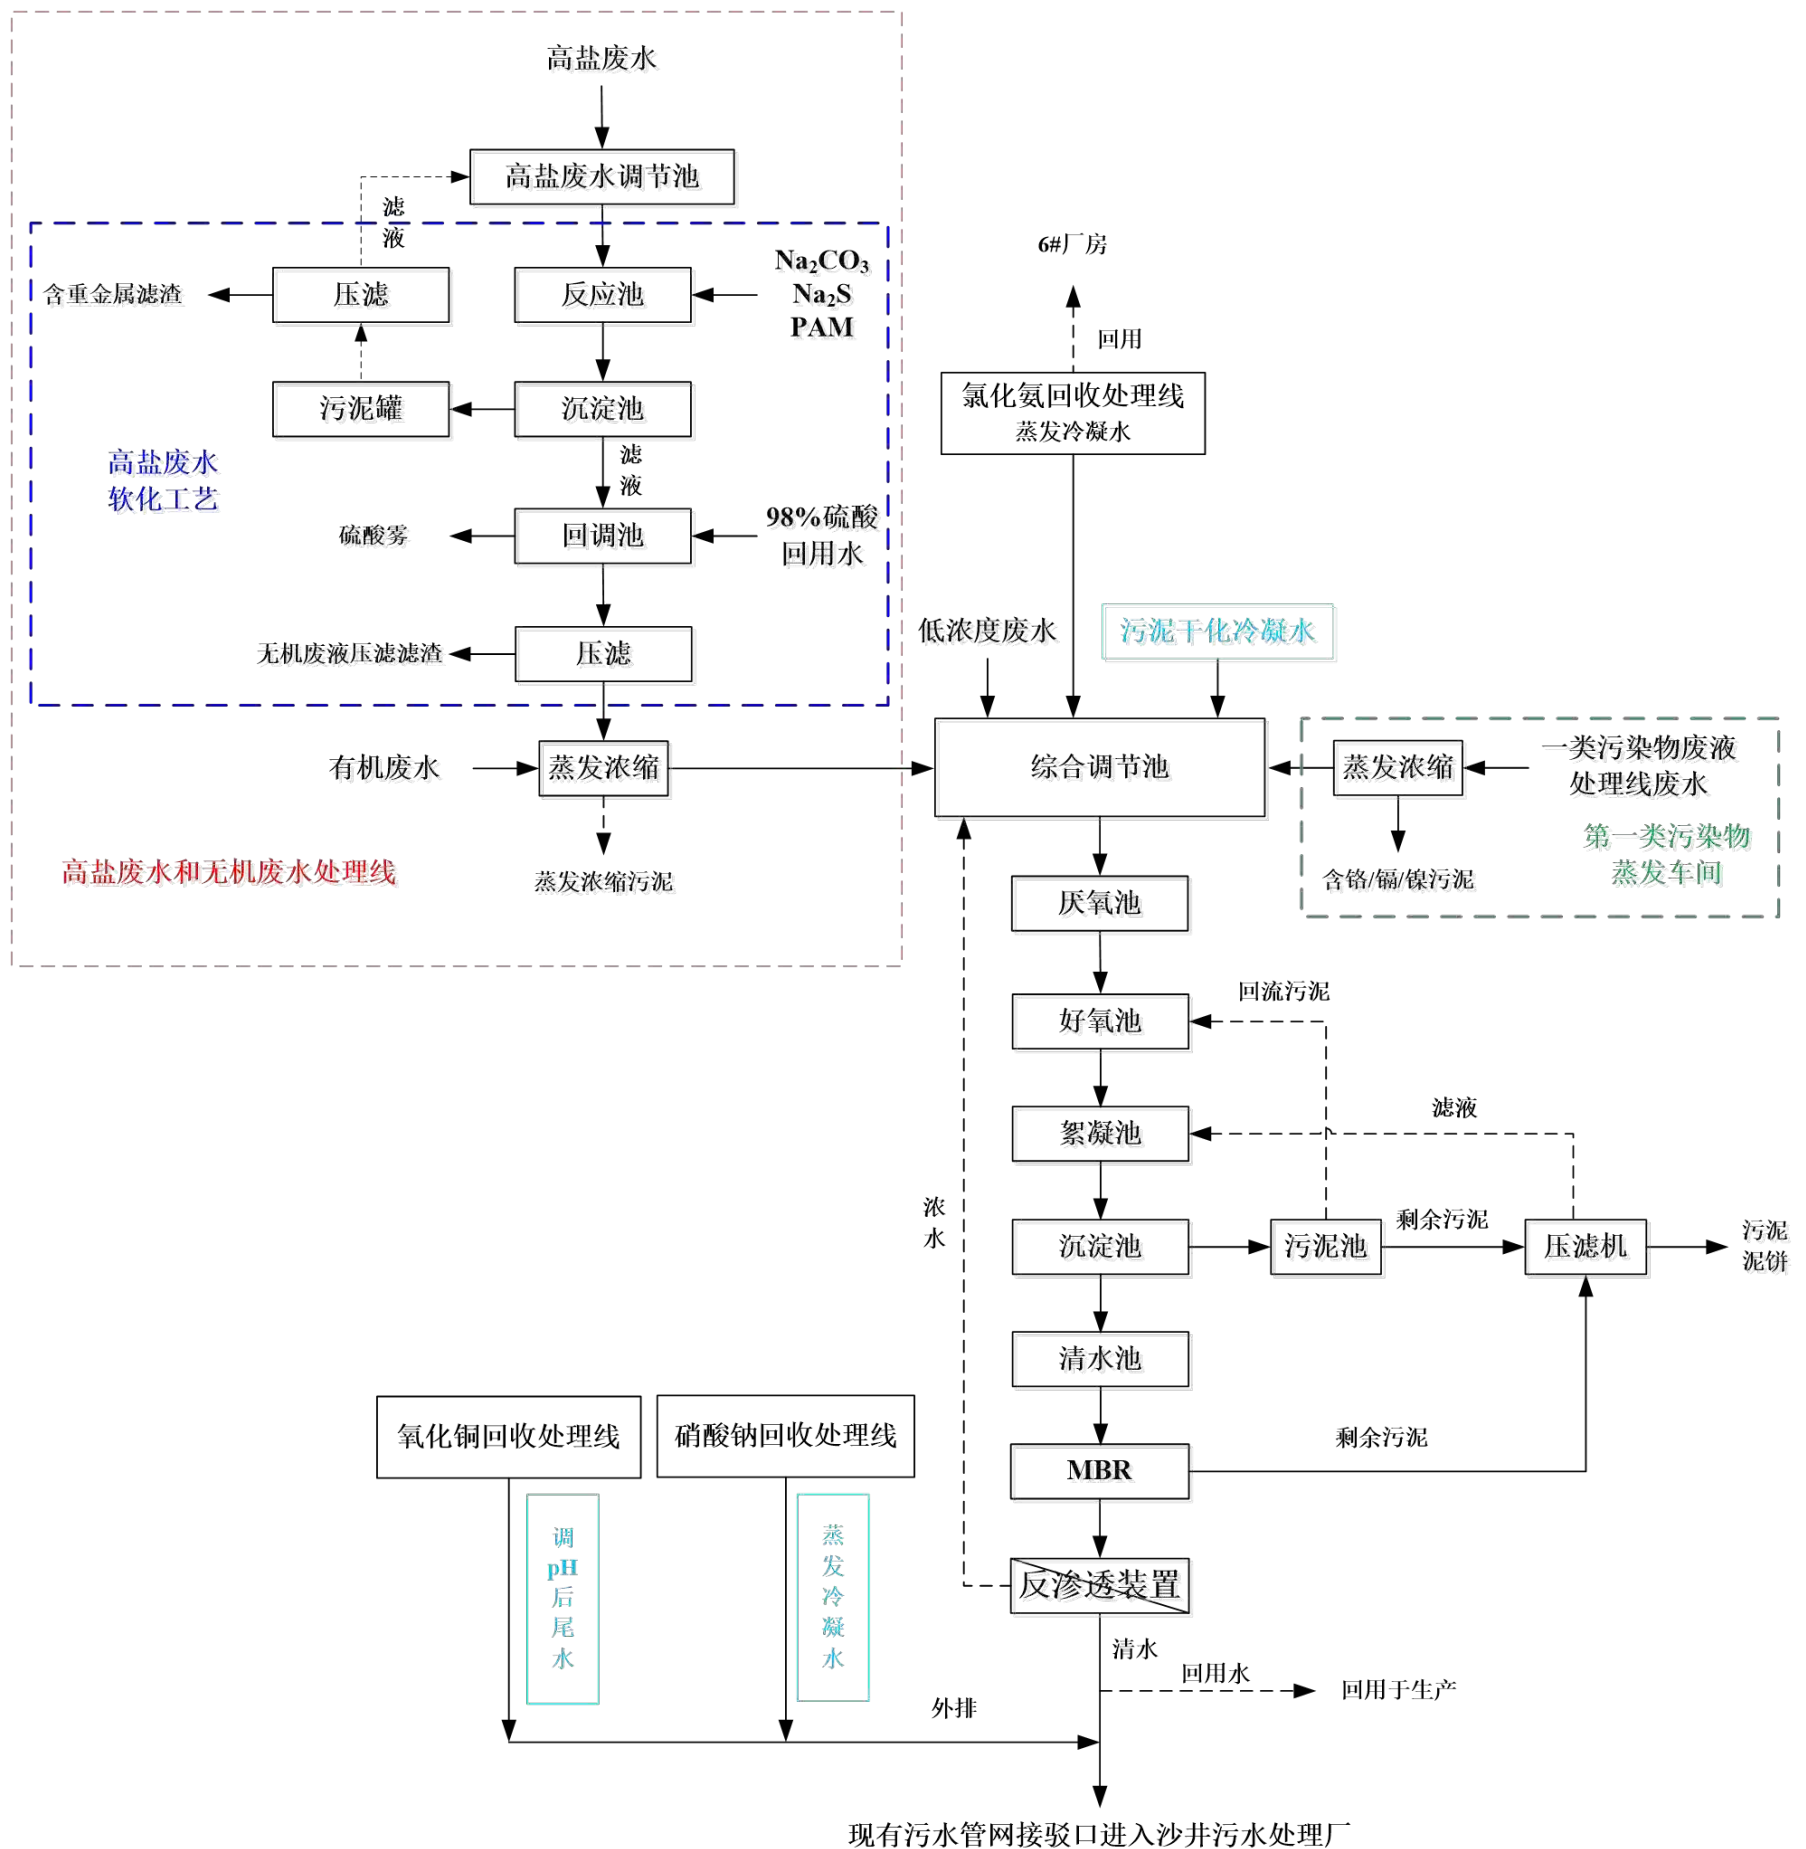 高盐废水
高盐废水调节池
滤
液
压滤
含重金属滤渣
反应池
Na₂CO₃
Na₂S
PAM
污泥罐
沉淀池
滤
液
高盐废水
软化工艺
硫酸雾
回调池
98%硫酸
回用水
无机废液压滤滤渣
压滤
有机废水
蒸发浓缩
高盐废水和无机废水处理线
蒸发浓缩污泥
6#厂房
回用
氯化氨回收处理线
蒸发冷凝水
低浓度废水
污泥干化冷凝水
综合调节池
蒸发浓缩
一类污染物废液
处理线废水
第一类污染物
蒸发车间
含铬/镉/镍污泥
厌氧池
好氧池
回流污泥
絮凝池
滤液
浓
水
沉淀池
污泥池
剩余污泥
压滤机
污泥
泥饼
清水池
MBR
剩余污泥
反渗透装置
清水
回用水
回用于生产
氧化铜回收处理线
硝酸钠回收处理线
调
pH
后
尾
水
蒸
发
冷
凝
水
外排
现有污水管网接驳口进入沙井污水处理厂